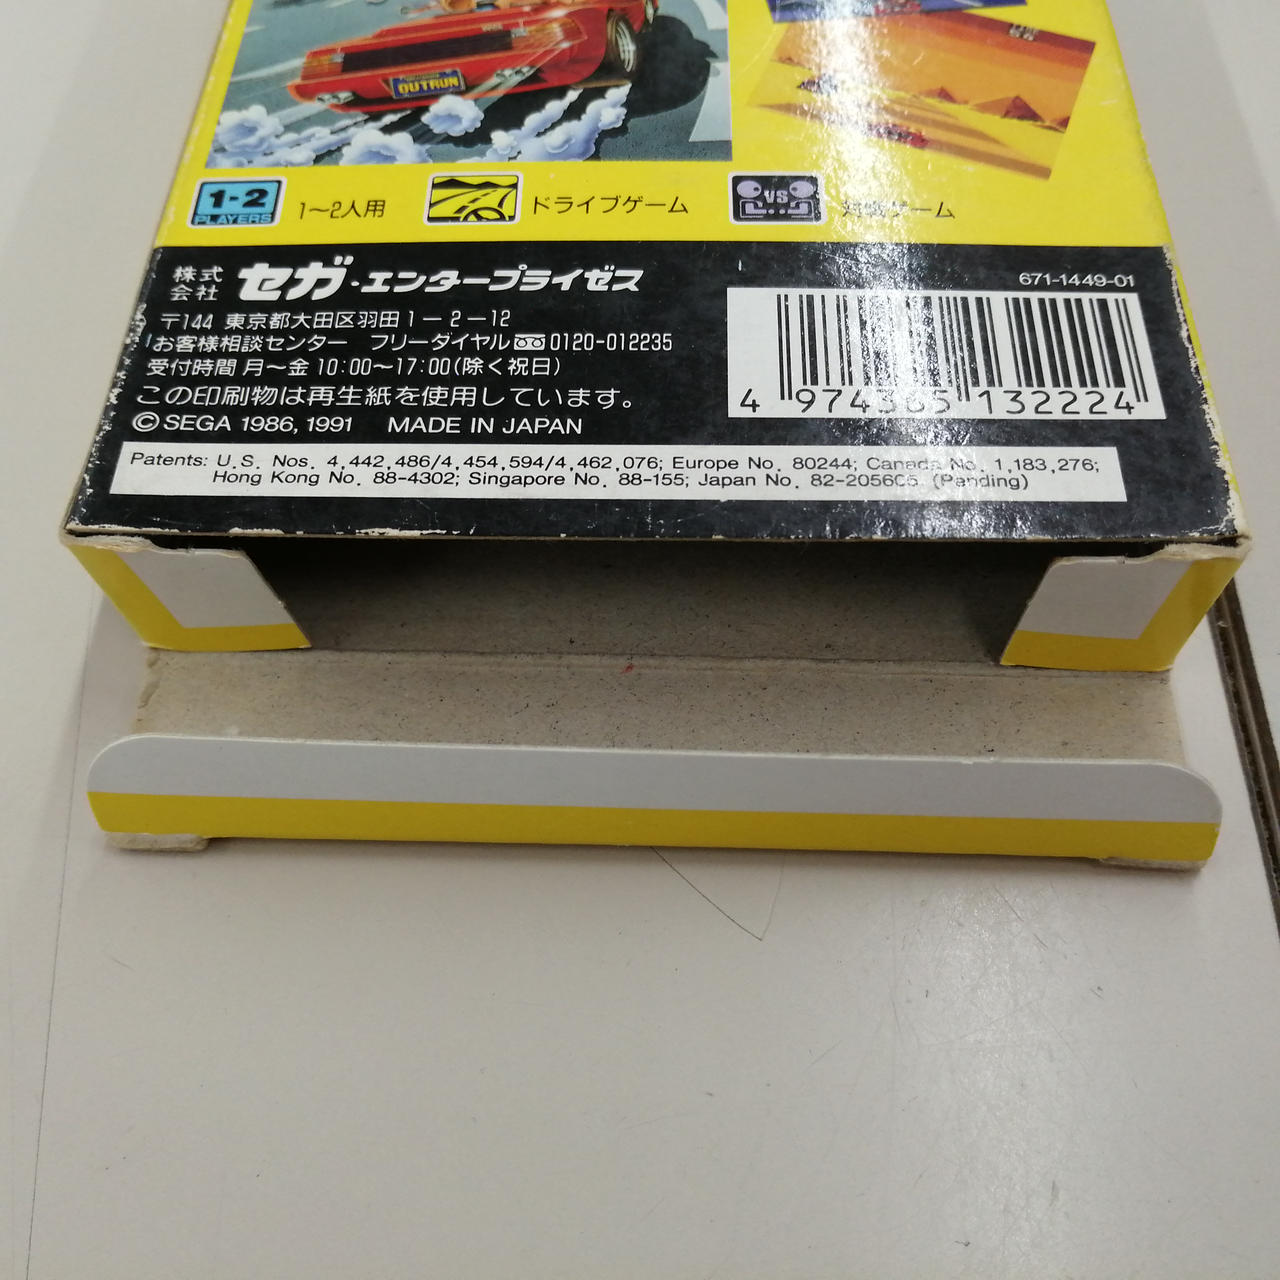 OUTRUN
1-2
PLAYERS
1〜2人用
ドライブゲーム
VS
対戦ゲーム
株式会社 セガ・エンタープライゼス
671-1449-01
〒144 東京都大田区羽田1-2-12
お客様相談センター フリーダイヤル 0120-012235
受付時間 月〜金 10:00〜17:00(除く祝日)
この印刷物は再生紙を使用しています。
© SEGA 1986, 1991 MADE IN JAPAN
4 974365 132224
Patents: U.S. Nos. 4,442,486/4,454,594/4,462,076; Europe No. 80244; Canada No. 1,183,276;
Hong Kong No. 88-4302; Singapore No. 88-155; Japan No. 82-205605 (Pending)